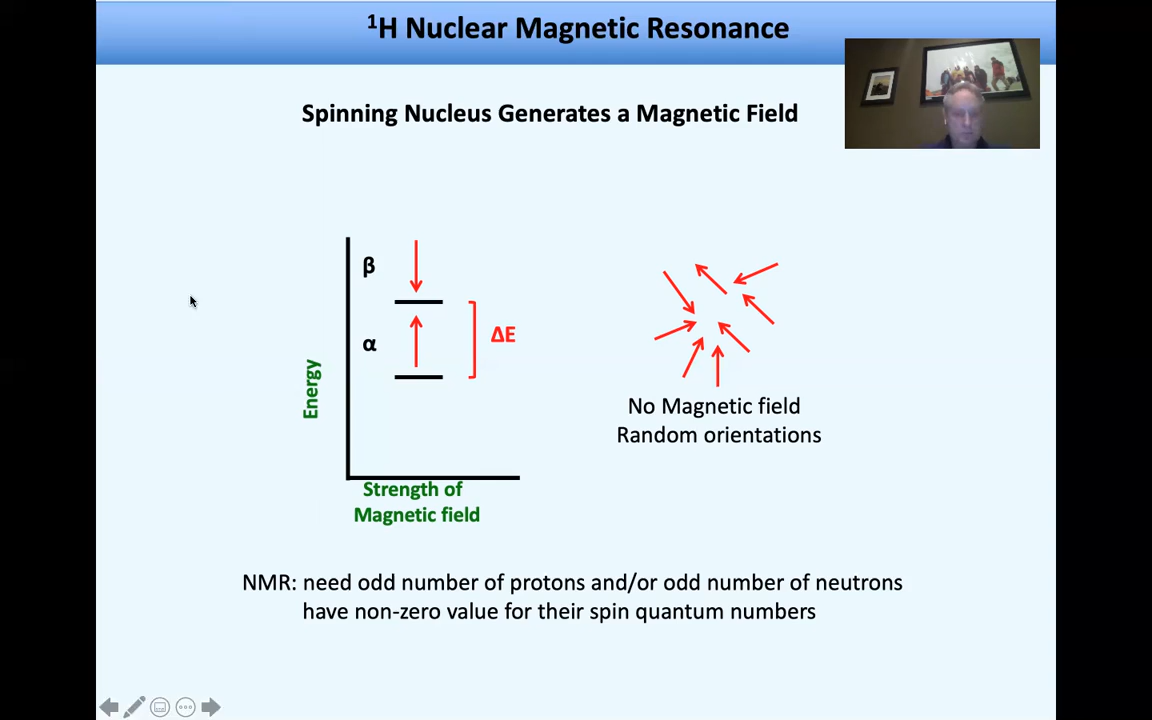 ¹H Nuclear Magnetic Resonance
Spinning Nucleus Generates a Magnetic Field
β
α
ΔE
Energy
Strength of
Magnetic field
No Magnetic field
Random orientations
NMR: need odd number of protons and/or odd number of neutrons
have non-zero value for their spin quantum numbers